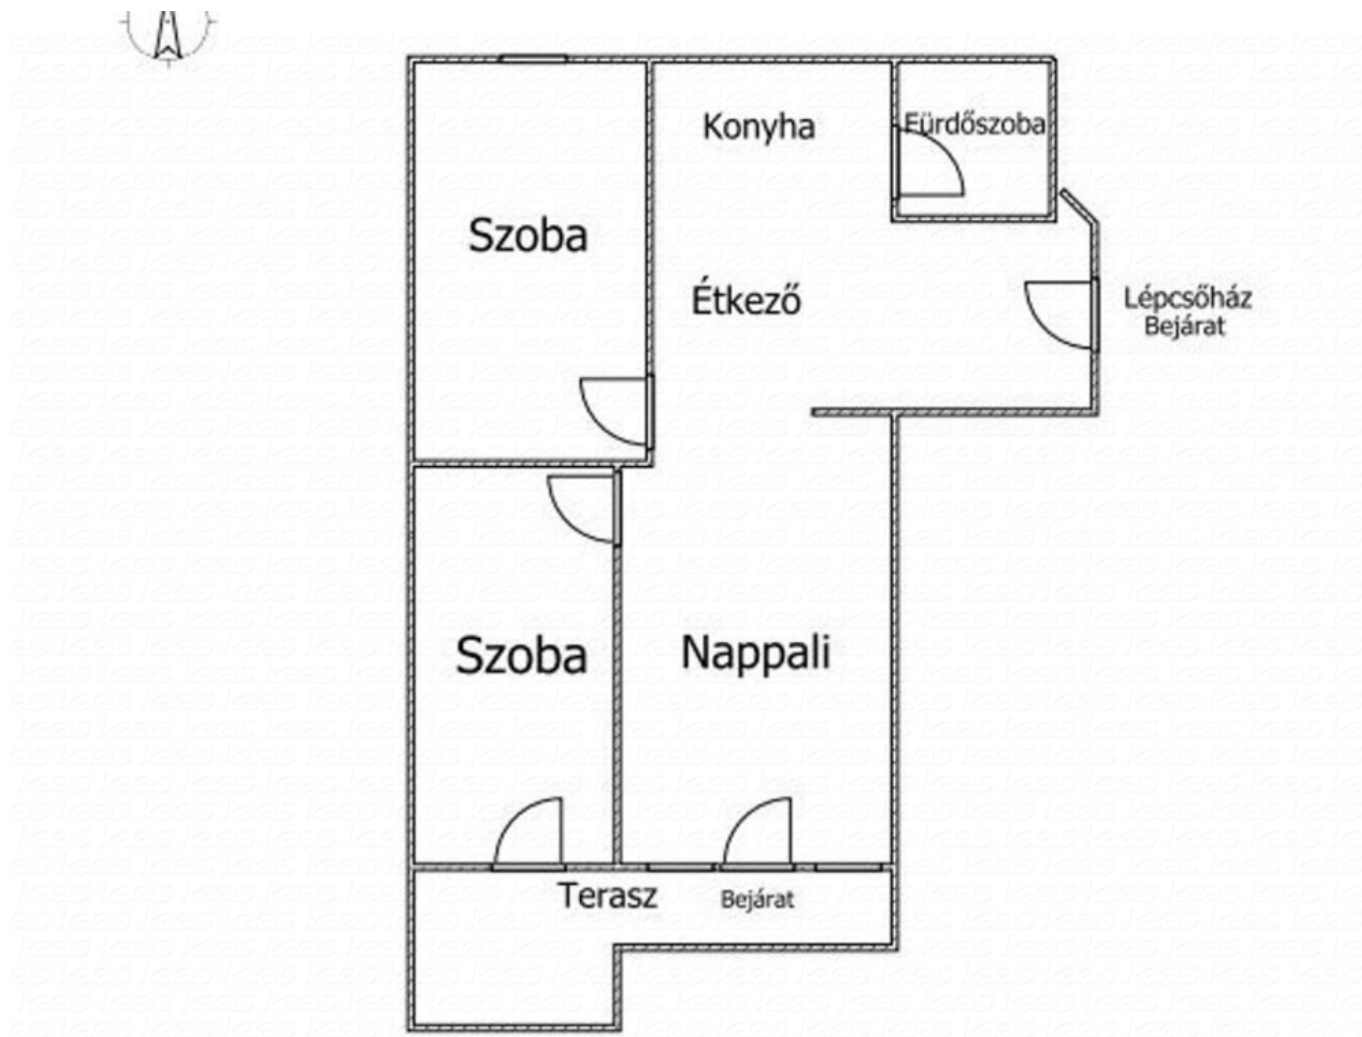 Konyha
Fürdőszoba
Szoba
Étkező
Lépcsőház
Bejárat
Szoba
Nappali
Terasz
Bejárat